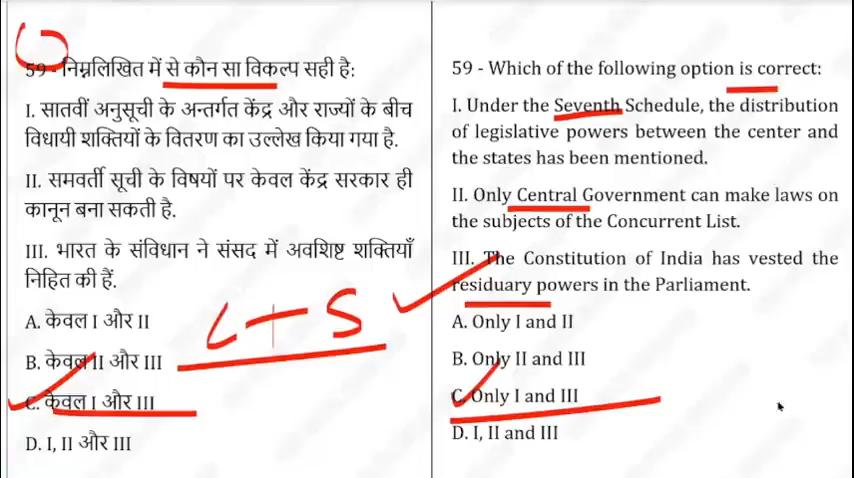 59 - निम्नलिखित में से कौन सा विकल्प सही है:
I. सातवीं अनुसूची के अन्तर्गत केंद्र और राज्यों के बीच
विधायी शक्तियों के वितरण का उल्लेख किया गया है.
II. समवर्ती सूची के विषयों पर केवल केंद्र सरकार ही
कानून बना सकती है.
III. भारत के संविधान ने संसद में अवशिष्ट शक्तियाँ
निहित की हैं.
A. केवल I और II
B. केवल II और III
C. केवल I और III
D. I, II और III
C + S
59 - Which of the following option is correct:
I. Under the Seventh Schedule, the distribution
of legislative powers between the center and
the states has been mentioned.
II. Only Central Government can make laws on
the subjects of the Concurrent List.
III. The Constitution of India has vested the
residuary powers in the Parliament.
A. Only I and II
B. Only II and III
C. Only I and III
D. I, II and III